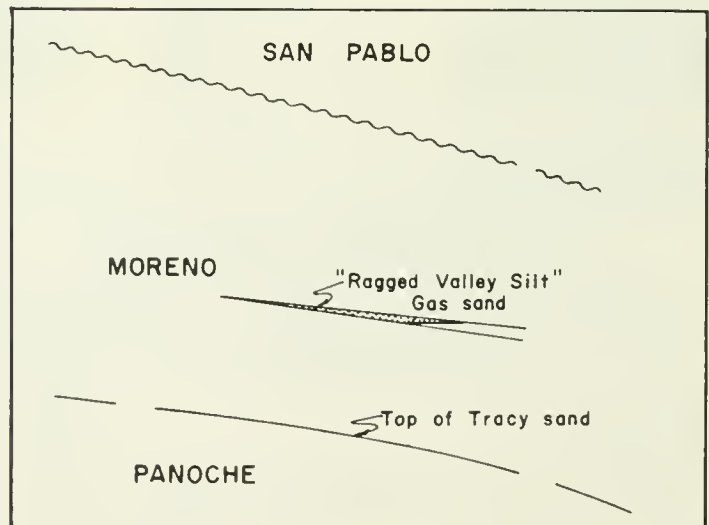 SAN PABLO
MORENO
"Ragged Valley Silt"
Gas sand
Top of Tracy sand
PANOCHE